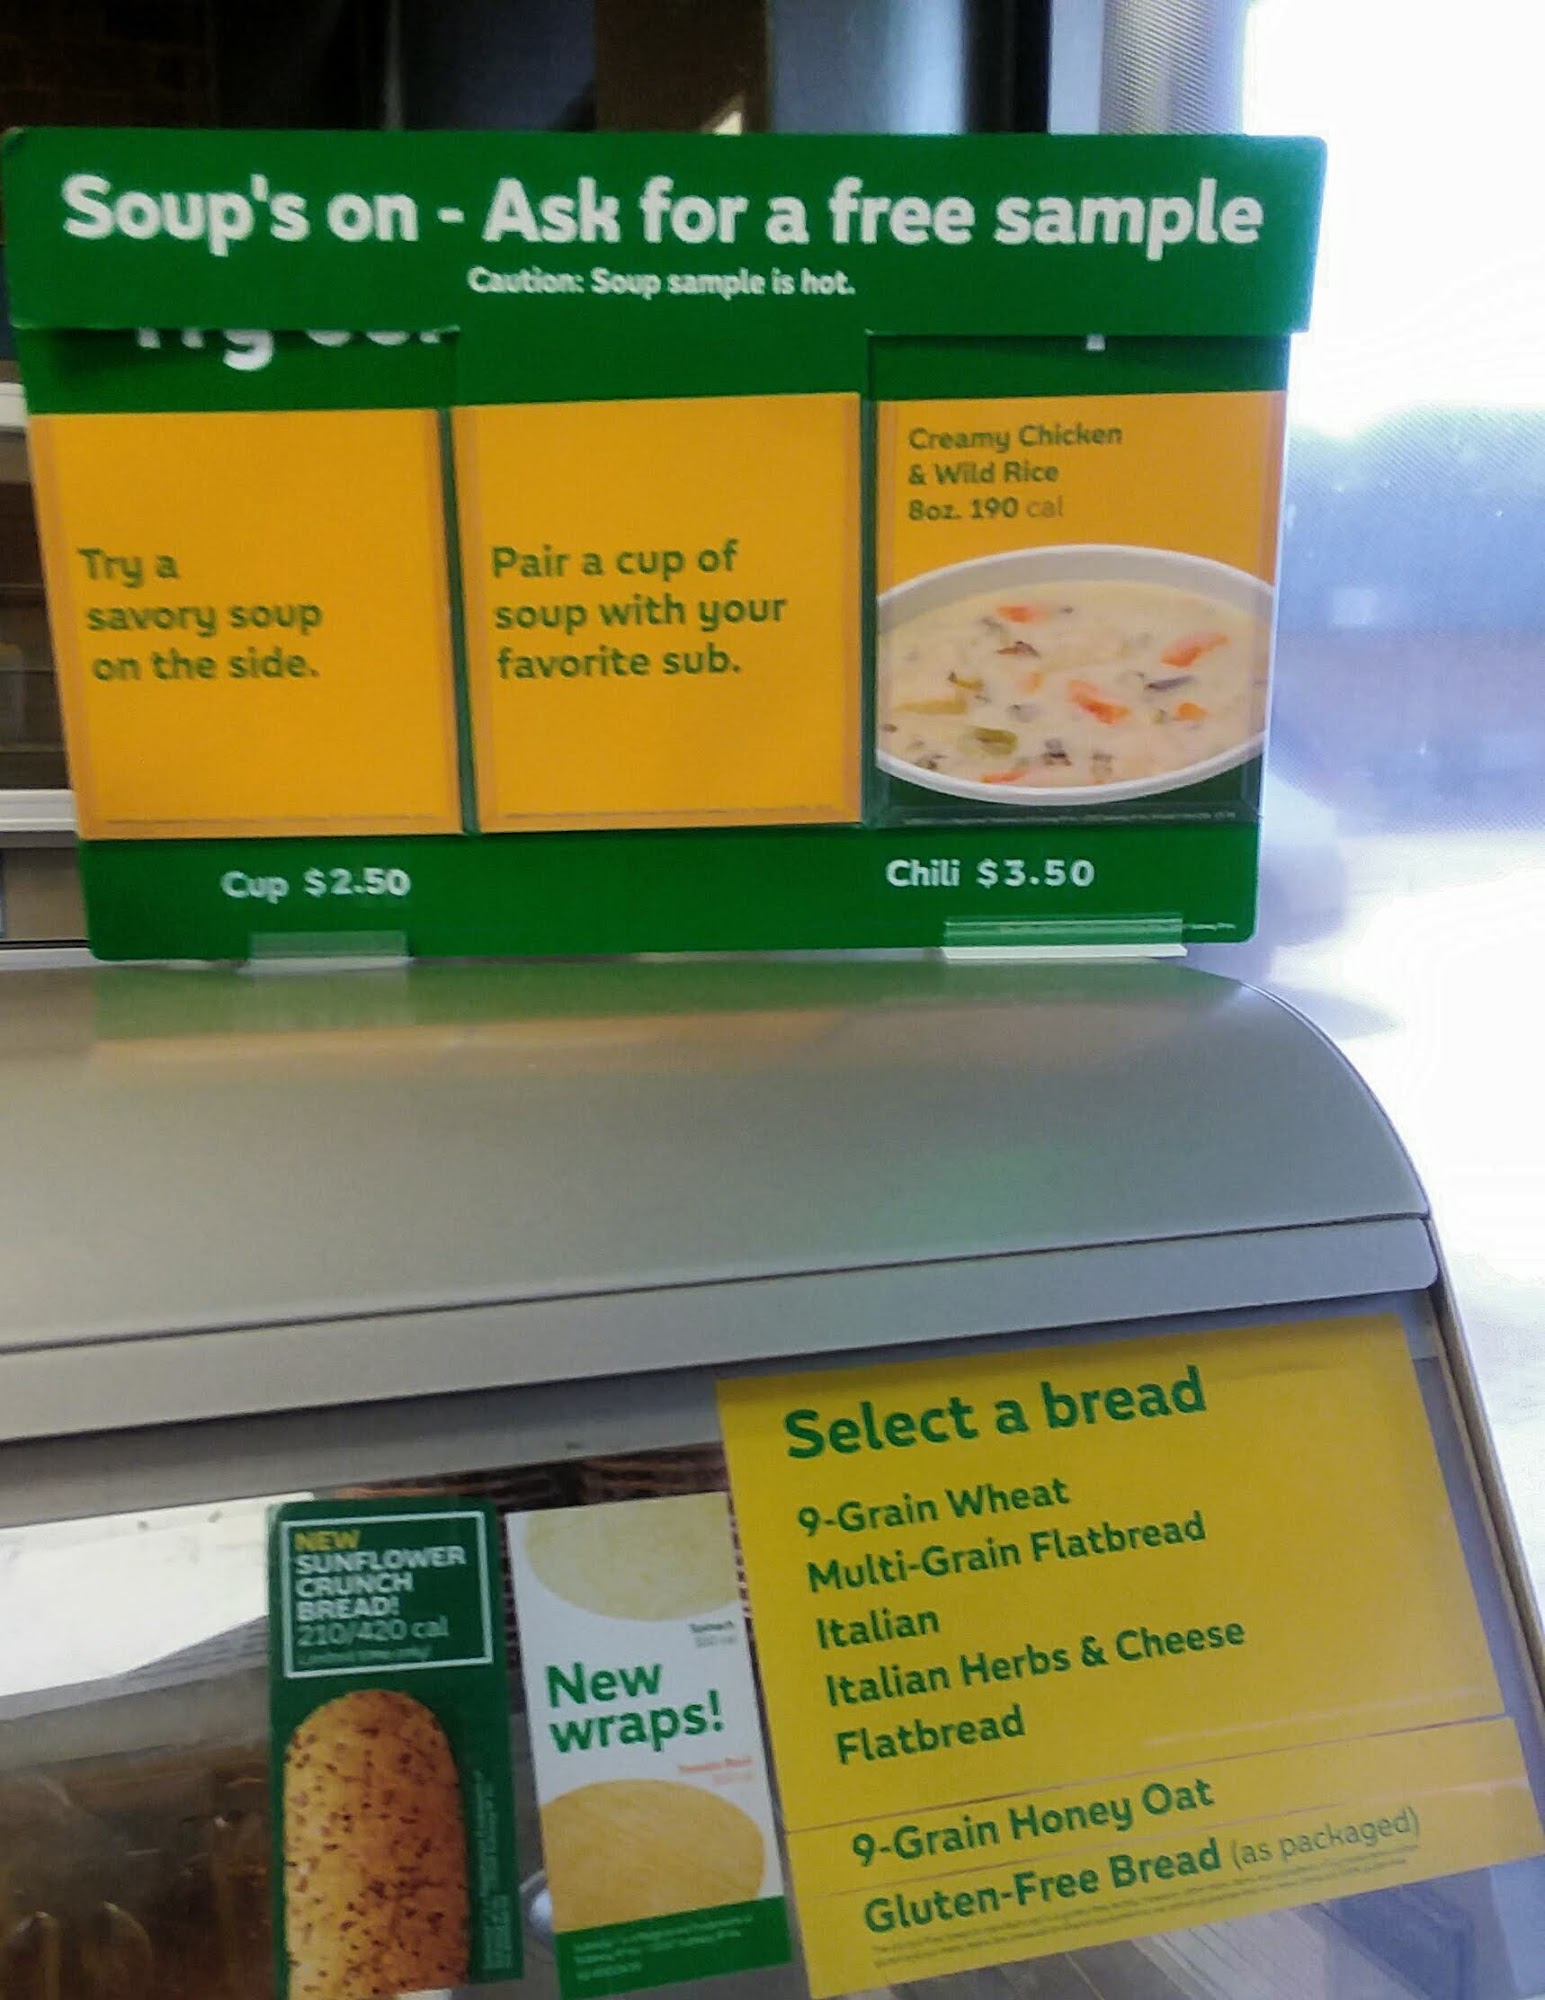 Soup's on - Ask for a free sample
Caution: Soup sample is hot.
Try a
savory soup
on the side.
Pair a cup of
soup with your
favorite sub.
Creamy Chicken
& Wild Rice
8oz. 190 cal
Cup $2.50
Chili $3.50
NEW
SUNFLOWER
CRUNCH
BREAD!
210/420 cal
New
wraps!
Select a bread
9-Grain Wheat
Multi-Grain Flatbread
Italian
Italian Herbs & Cheese
Flatbread
9-Grain Honey Oat
Gluten-Free Bread (as packaged)